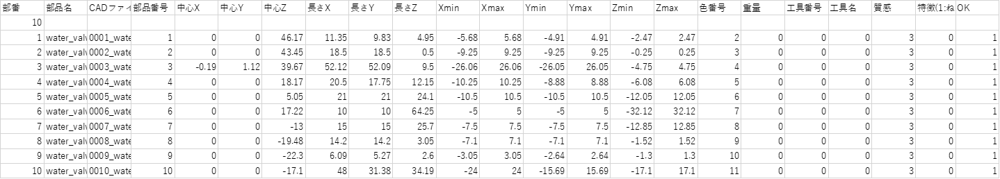 部番 部品名 CADファイ 部品番号 中心X 中心Y 中心Z 長さX 長さY 長さZ Xmin Xmax Ymin Ymax Zmin Zmax 色番号 重量 工具番号 工具名 質感 特徴(1:ね OK
10
1 water_valv 0001_wate 1 0 0 46.17 11.35 9.83 4.95 -5.68 5.68 -4.91 4.91 -2.47 2.47 2 0 0 0 3 0 1
2 water_valv 0002_wate 2 0 0 43.45 18.5 18.5 0.5 -9.25 9.25 -9.25 9.25 -0.25 0.25 3 0 0 0 3 0 1
3 water_valv 0003_wate 3 -0.19 1.12 39.67 52.12 52.09 9.5 -26.06 26.06 -26.05 26.05 -4.75 4.75 4 0 0 0 3 0 1
4 water_valv 0004_wate 4 0 0 18.17 20.5 17.75 12.15 -10.25 10.25 -8.88 8.88 -6.08 6.08 5 0 0 0 3 0 1
5 water_valv 0005_wate 5 0 0 5.05 21 21 24.1 -10.5 10.5 -10.5 10.5 -12.05 12.05 6 0 0 0 3 0 1
6 water_valv 0006_wate 6 0 0 17.22 10 10 64.25 -5 5 -5 5 -32.12 32.12 7 0 0 0 3 0 1
7 water_valv 0007_wate 7 0 0 -13 15 15 25.7 -7.5 7.5 -7.5 7.5 -12.85 12.85 8 0 0 0 3 0 1
8 water_valv 0008_wate 8 0 0 -19.48 14.2 14.2 3.05 -7.1 7.1 -7.1 7.1 -1.52 1.52 9 0 0 0 3 0 1
9 water_valv 0009_wate 9 0 0 -22.3 6.09 5.27 2.6 -3.05 3.05 -2.64 2.64 -1.3 1.3 10 0 0 0 3 0 1
10 water_valv 0010_wate 10 0 0 -17.1 48 31.38 34.19 -24 24 -15.69 15.69 -17.1 17.1 11 0 0 0 3 0 1